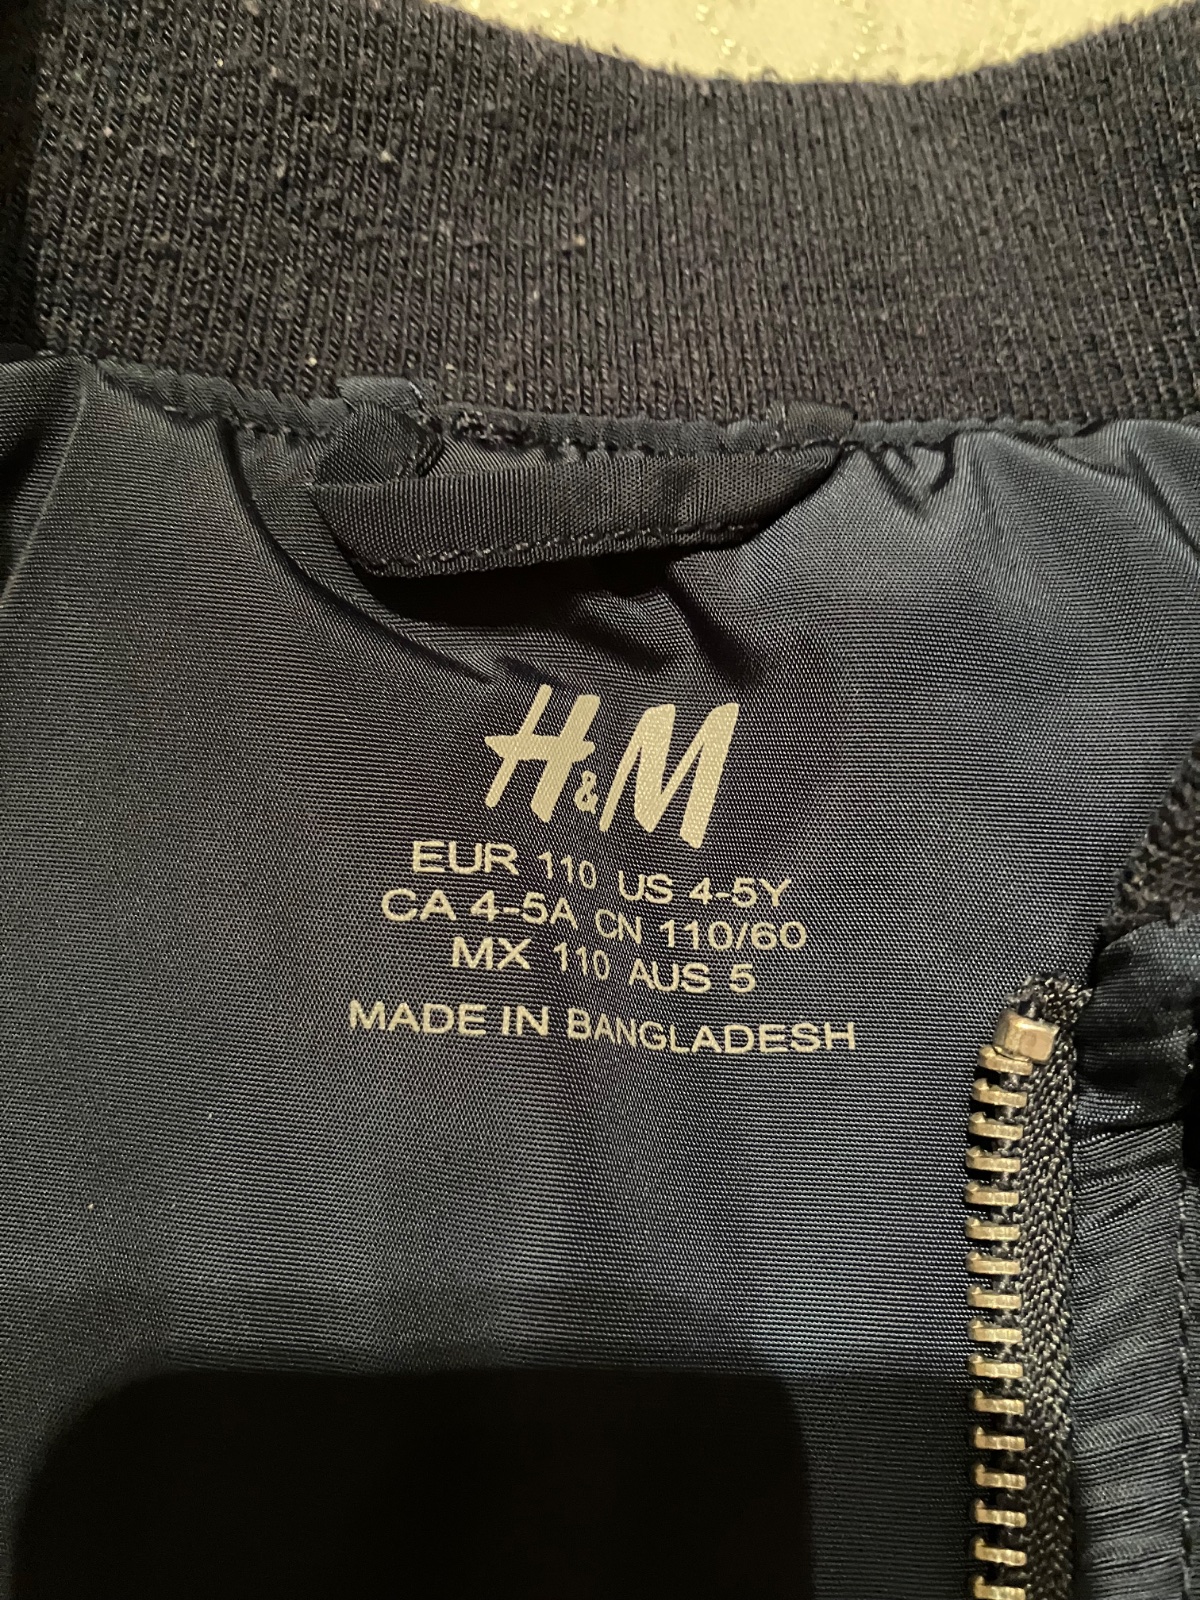 H&M
EUR 110 US 4-5Y
CA 4-5A CN 110/60
MX 110 AUS 5
MADE IN BANGLADESH